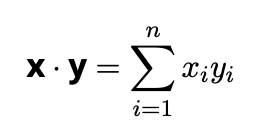 𝐱 · 𝐲 = ∑_{i=1}^{n} x_i y_i